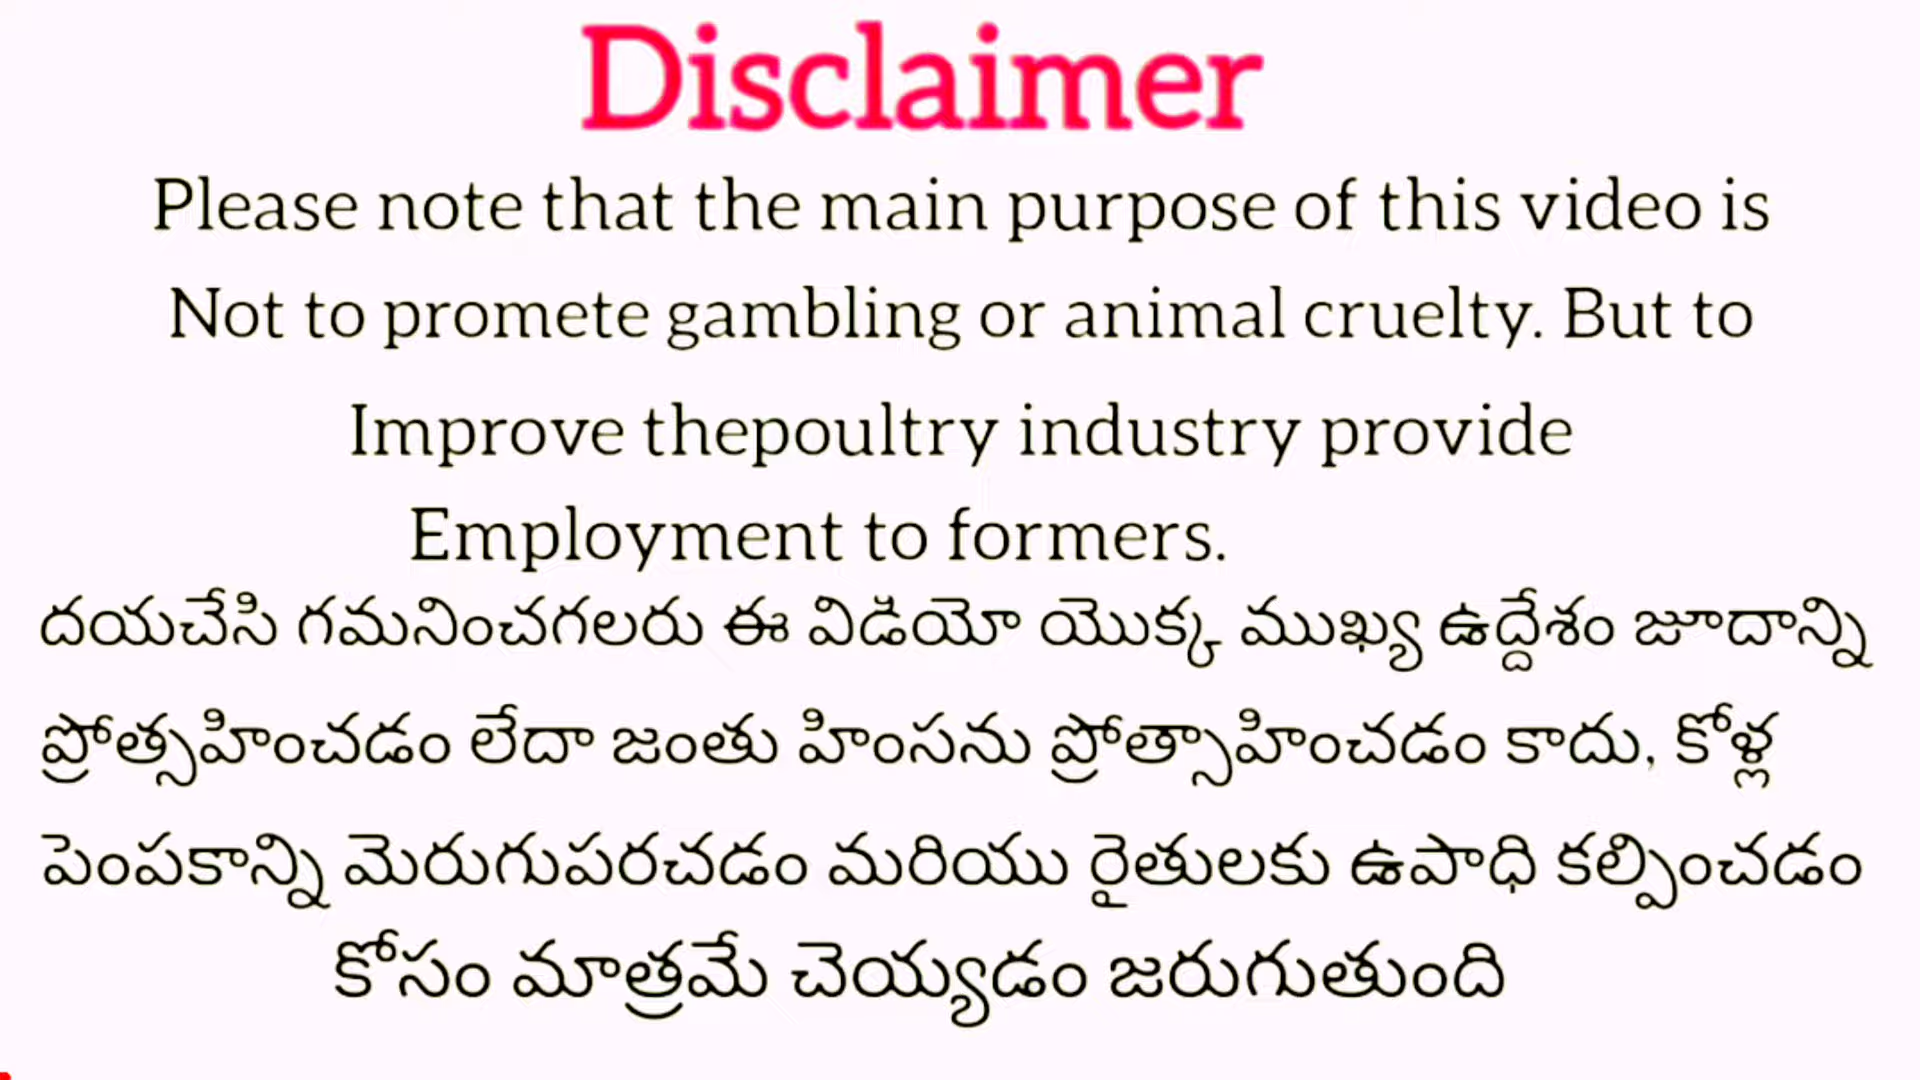 Disclaimer
Please note that the main purpose of this video is
Not to promete gambling or animal cruelty. But to
Improve thepoultry industry provide
Employment to formers.
దయచేసి గమనించగలరు ఈ విడియో యొక్క ముఖ్య ఉద్దేశం జూదాన్ని
ప్రోత్సహించడం లేదా జంతు హింసను ప్రోత్సాహించడం కాదు, కోళ్ల
పెంపకాన్ని మెరుగుపరచడం మరియు రైతులకు ఉపాధి కల్పించడం
కోసం మాత్రమే చెయ్యడం జరుగుతుంది